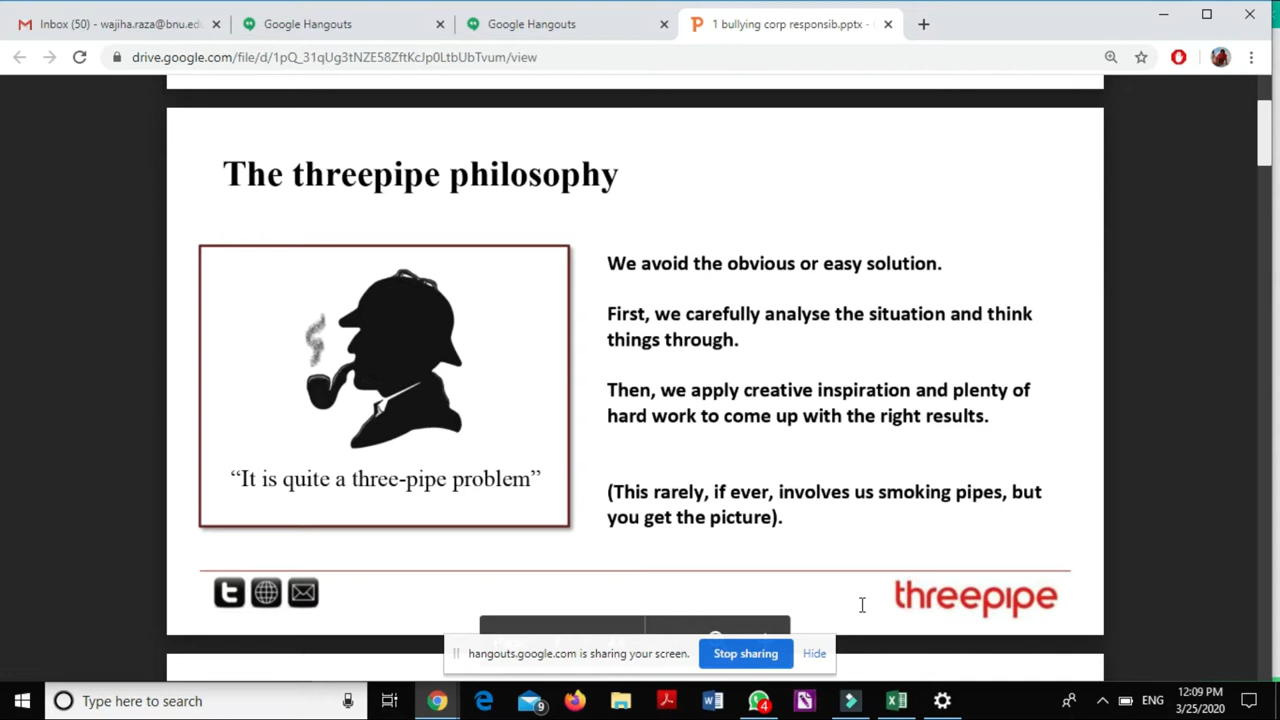 Inbox (50) - wajiha.raza@bnu.ed
Google Hangouts
Google Hangouts
1 bullying corp responsib.pptx -
drive.google.com/file/d/1pQ_31qUg3tNZE58ZftKcJp0LtbUbTvum/view
The threepipe philosophy
We avoid the obvious or easy solution.
First, we carefully analyse the situation and think
things through.
Then, we apply creative inspiration and plenty of
hard work to come up with the right results.
“It is quite a three-pipe problem”
(This rarely, if ever, involves us smoking pipes, but
you get the picture).
threepipe
hangouts.google.com is sharing your screen.
Stop sharing
Hide
Type here to search
9
4
ENG
12:09 PM
3/25/2020